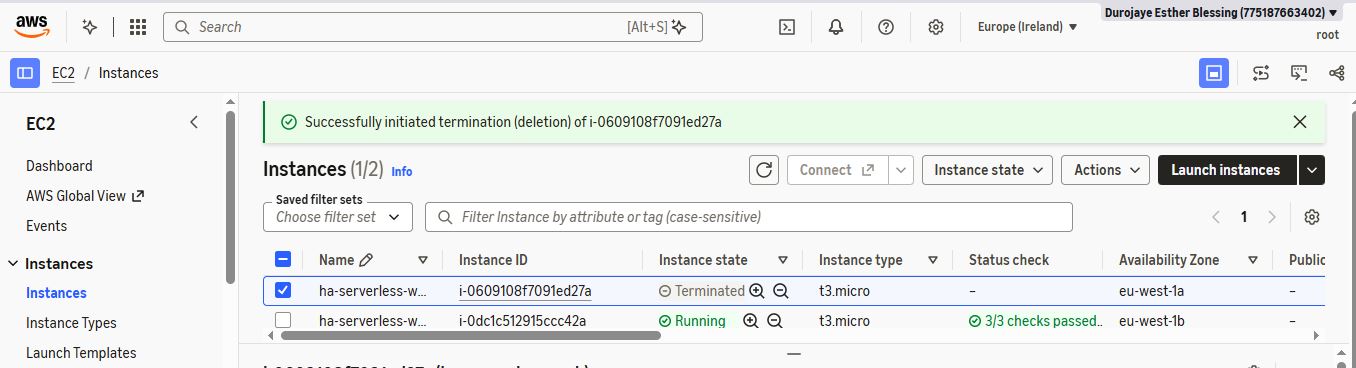 aws
Search [Alt+S]
Europe (Ireland)
Durojaye Esther Blessing (775187663402)
root
EC2 / Instances
EC2
Dashboard
AWS Global View
Events
Instances
Instances
Instance Types
Launch Templates
Successfully initiated termination (deletion) of i-0609108f7091ed27a
Instances (1/2) Info
Connect
Instance state
Actions
Launch instances
Saved filter sets
Choose filter set
Filter Instance by attribute or tag (case-sensitive)
1
Name Instance ID Instance state Instance type Status check Availability Zone Public
ha-serverless-w... i-0609108f7091ed27a Terminated t3.micro – eu-west-1a –
ha-serverless-w... i-0dc1c512915ccc42a Running t3.micro 3/3 checks passed.. eu-west-1b –